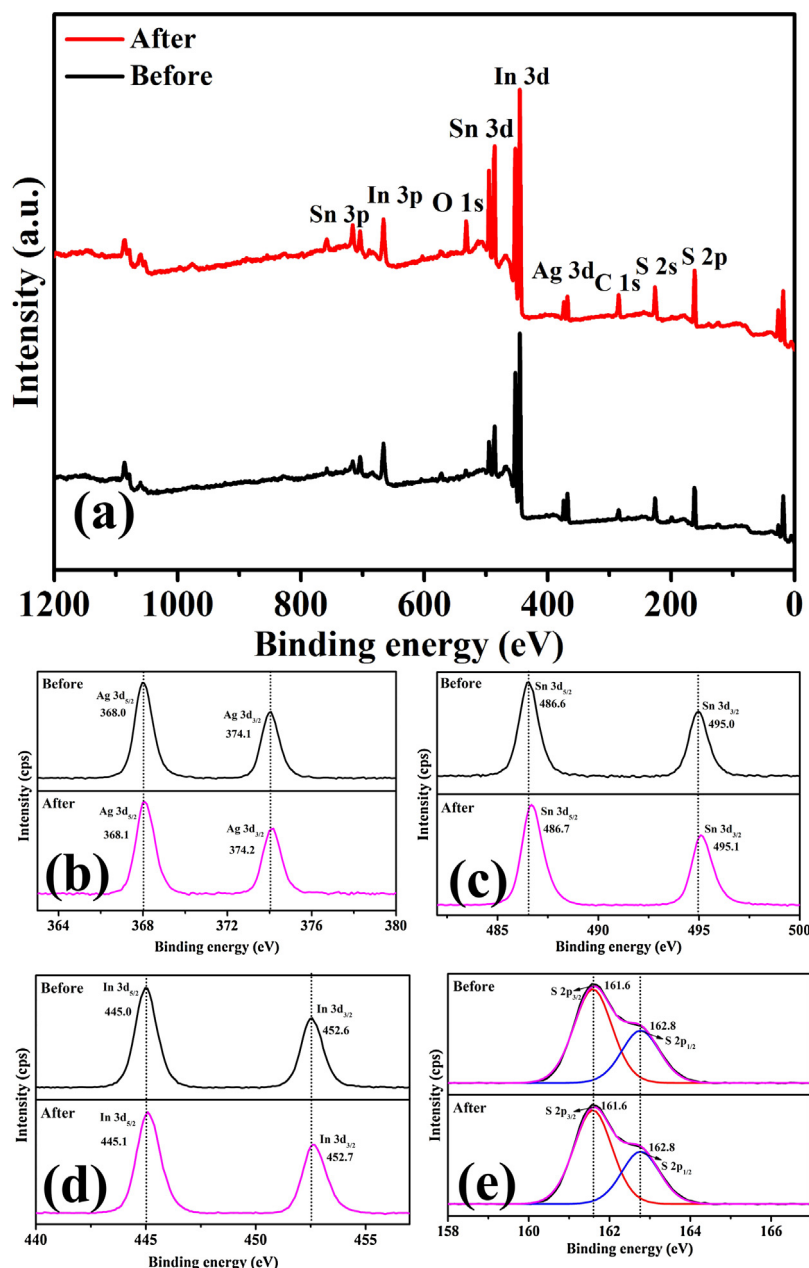 After
Before
In 3d
Sn 3d
In 3p
Sn 3p
O 1s
Ag 3d
C 1s
S 2s
S 2p
Intensity (a.u.)
(a)
1200 1000 800 600 400 200 0
Binding energy (eV)
Before
Ag 3d5/2
368.0
Ag 3d3/2
374.1
After
Ag 3d5/2
368.1
Ag 3d3/2
374.2
Intensity (cps)
(b)
364 368 372 376 380
Binding energy (eV)
Before
Sn 3d5/2
486.6
Sn 3d3/2
495.0
After
Sn 3d5/2
486.7
Sn 3d3/2
495.1
Intensity (cps)
(c)
485 490 495 500
Binding energy (eV)
Before
In 3d5/2
445.0
In 3d3/2
452.6
After
In 3d5/2
445.1
In 3d3/2
452.7
Intensity (cps)
(d)
440 445 450 455
Binding energy (eV)
Before
S 2p3/2
161.6
162.8
S 2p1/2
After
S 2p3/2
161.6
162.8
S 2p1/2
Intensity (cps)
(e)
158 160 162 164 166
Binding energy (eV)